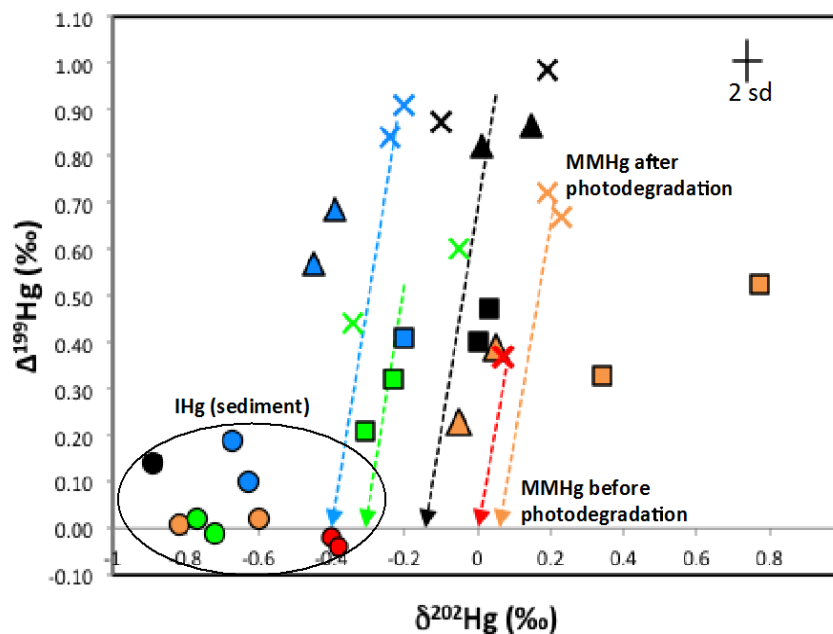 1.10
1.00
0.90
0.80
0.70
0.60
0.50
0.40
0.30
0.20
0.10
0.00
-0.10
Δ¹⁹⁹Hg (‰)
2 sd
MMHg after
photodegradation
IHg (sediment)
MMHg before
photodegradation
-1 -0.8 -0.6 -0.4 -0.2 0 0.2 0.4 0.6 0.8
δ²⁰²Hg (‰)